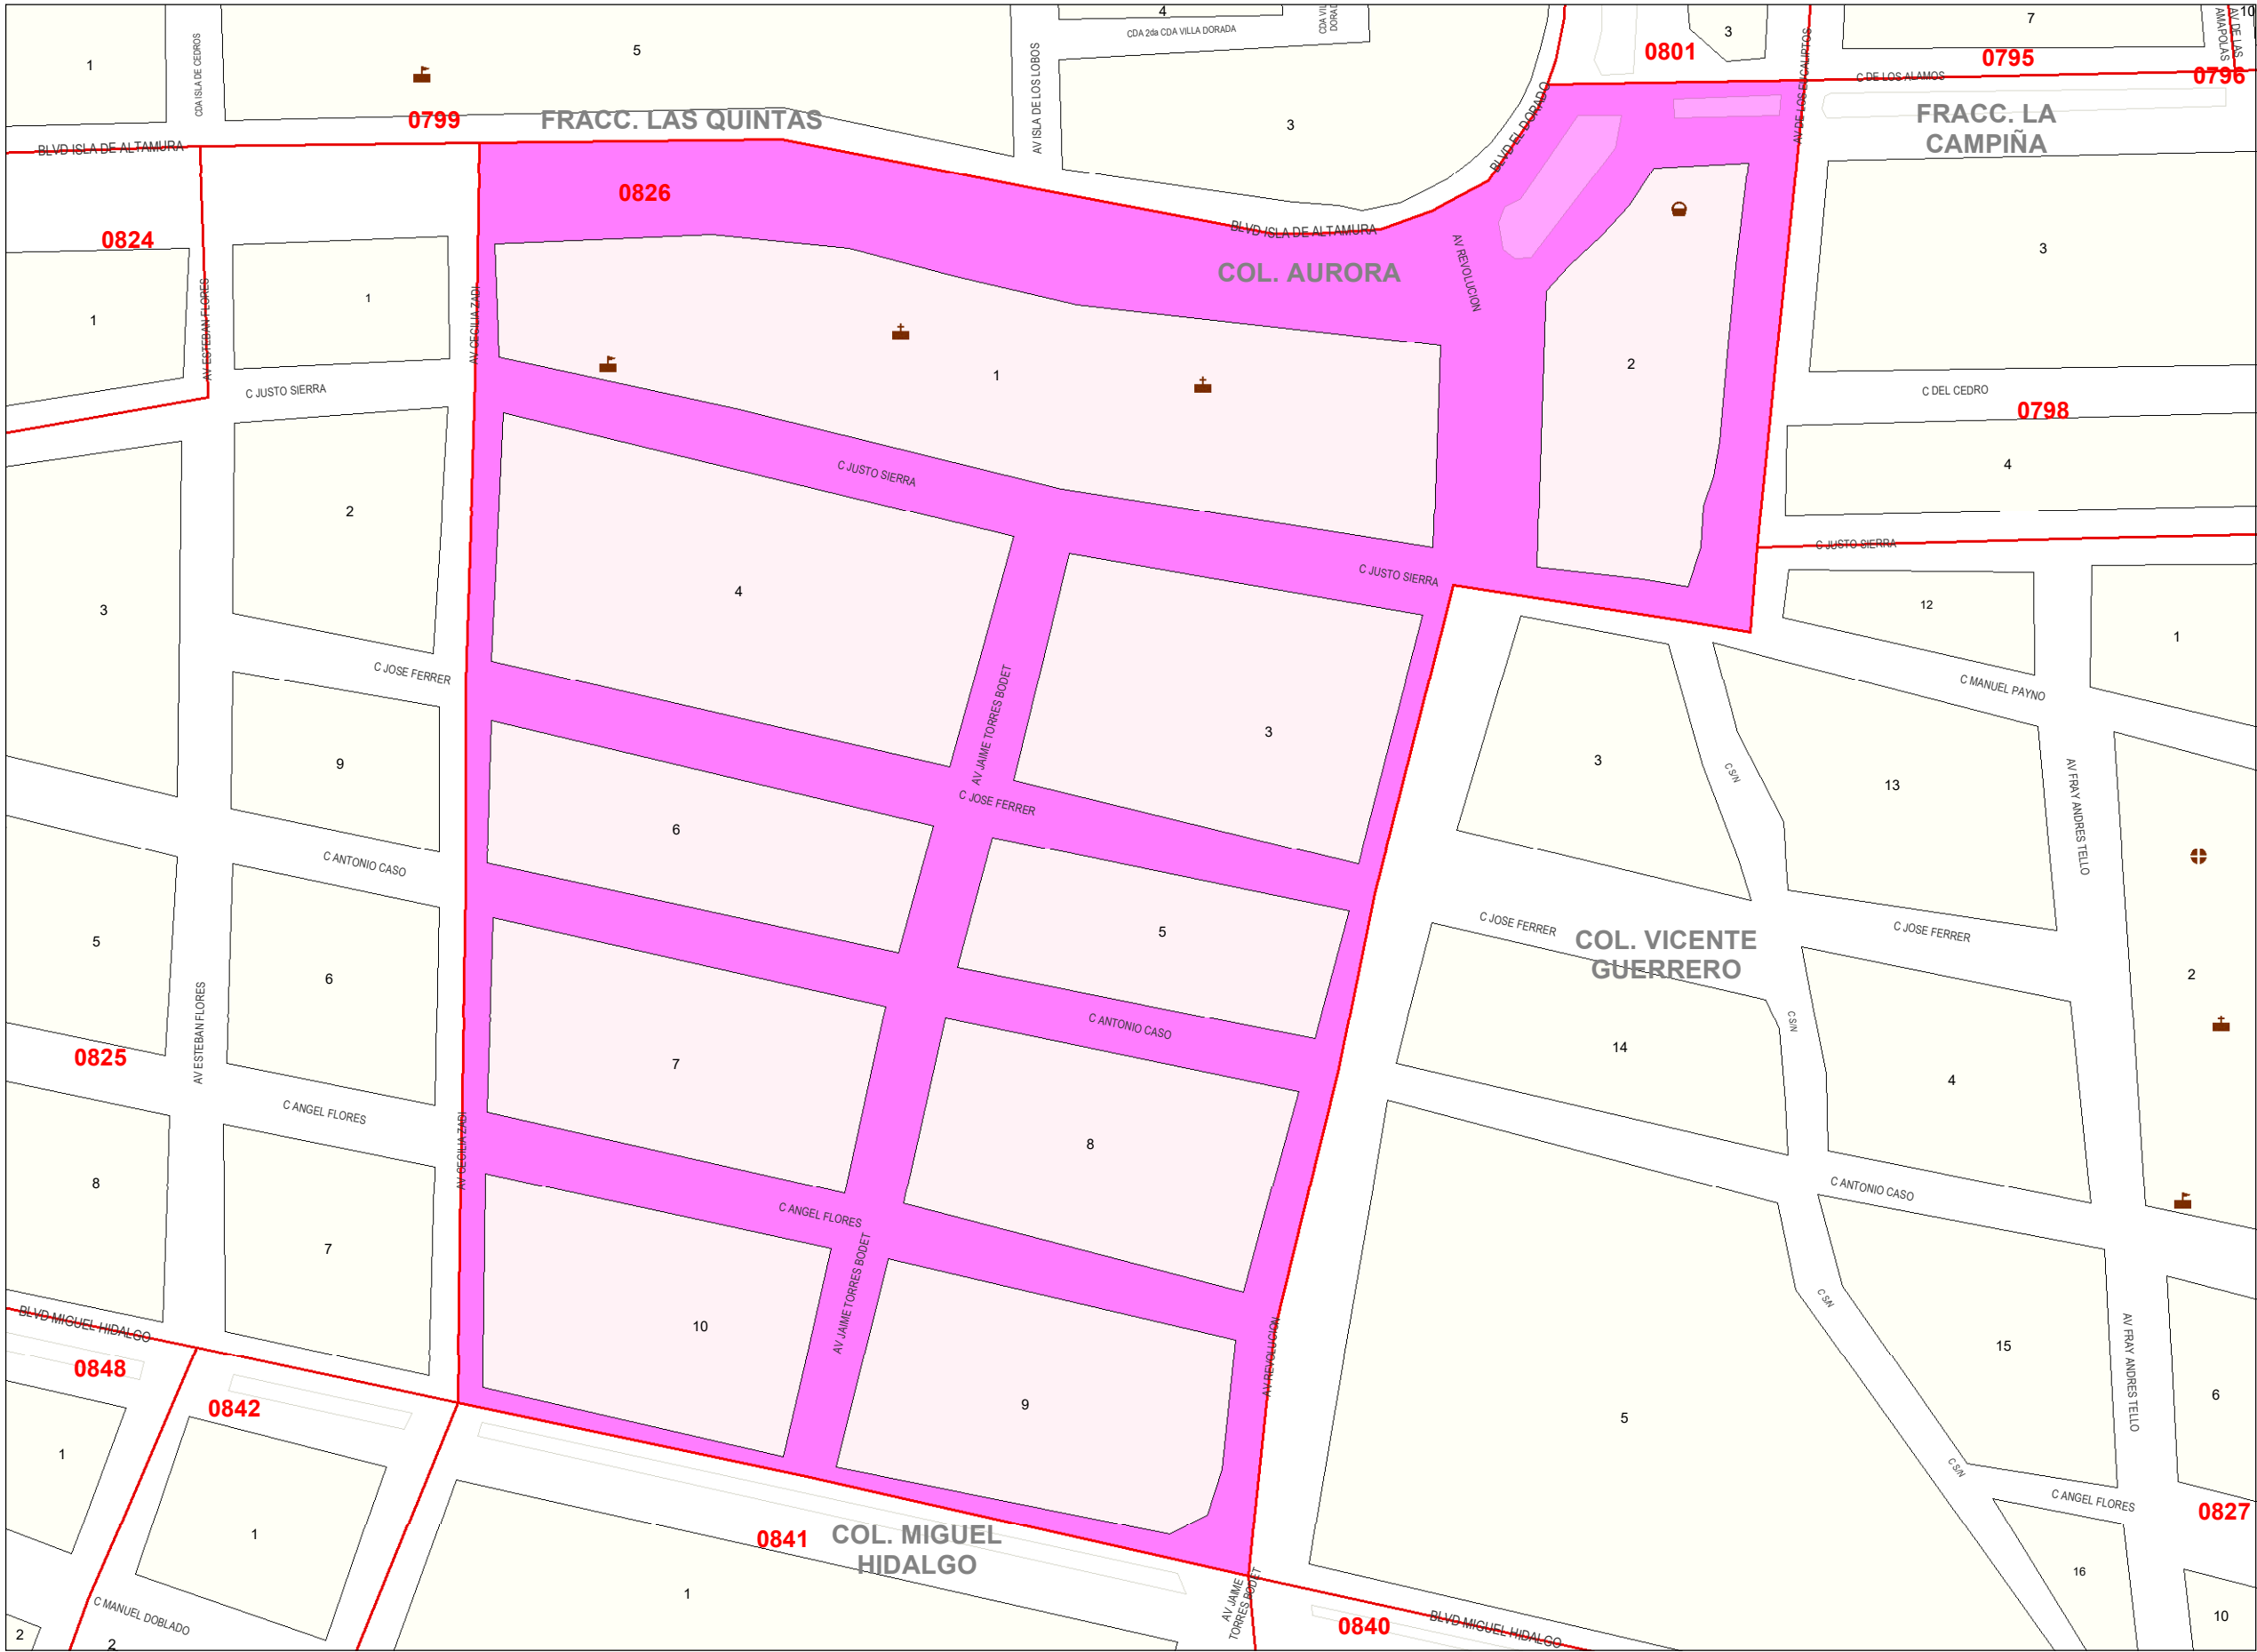 4
7
10
CDA 2da CDA VILLA DORADA
3
5
1
CDA ISLA DE CEDROS
AV ISLA DE LOS LOBOS
0801
0795
AV DE LAS
AMAPOLAS
0796
C DE LOS ALAMOS
AV DE LOS EUCALIPTOS
BLVD EL DORADO
0799
FRACC. LAS QUINTAS
3
FRACC. LA
CAMPIÑA
BLVD ISLA DE ALTAMURA
0826
BLVD ISLA DE ALTAMURA
0824
COL. AURORA
AV REVOLUCION
3
1
1
AV ESTEBAN FLORES
AV CECILIA ZADI
1
2
C JUSTO SIERRA
C DEL CEDRO
0798
C JUSTO SIERRA
4
2
C JUSTO SIERRA
C JUSTO SIERRA
3
4
12
1
C JOSE FERRER
C MANUEL PAYNO
AV JAIME TORRES BODET
3
3
9
C S/N
13
AV FRAY ANDRES TELLO
C JOSE FERRER
6
C ANTONIO CASO
5
5
C JOSE FERRER
C JOSE FERRER
COL. VICENTE
GUERRERO
6
2
AV ESTEBAN FLORES
C ANTONIO CASO
C S/N
0825
7
14
4
C ANGEL FLORES
8
AV CECILIA ZADI
8
C ANTONIO CASO
C ANGEL FLORES
7
AV JAIME TORRES BODET
C S/N
BLVD MIGUEL HIDALGO
10
AV REVOLUCION
15
AV FRAY ANDRES TELLO
0848
0842
9
5
6
1
C S/N
C ANGEL FLORES
0827
1
0841
COL. MIGUEL
HIDALGO
1
16
AV JAIME
TORRES BODET
C MANUEL DOBLADO
0840
BLVD MIGUEL HIDALGO
10
2
2